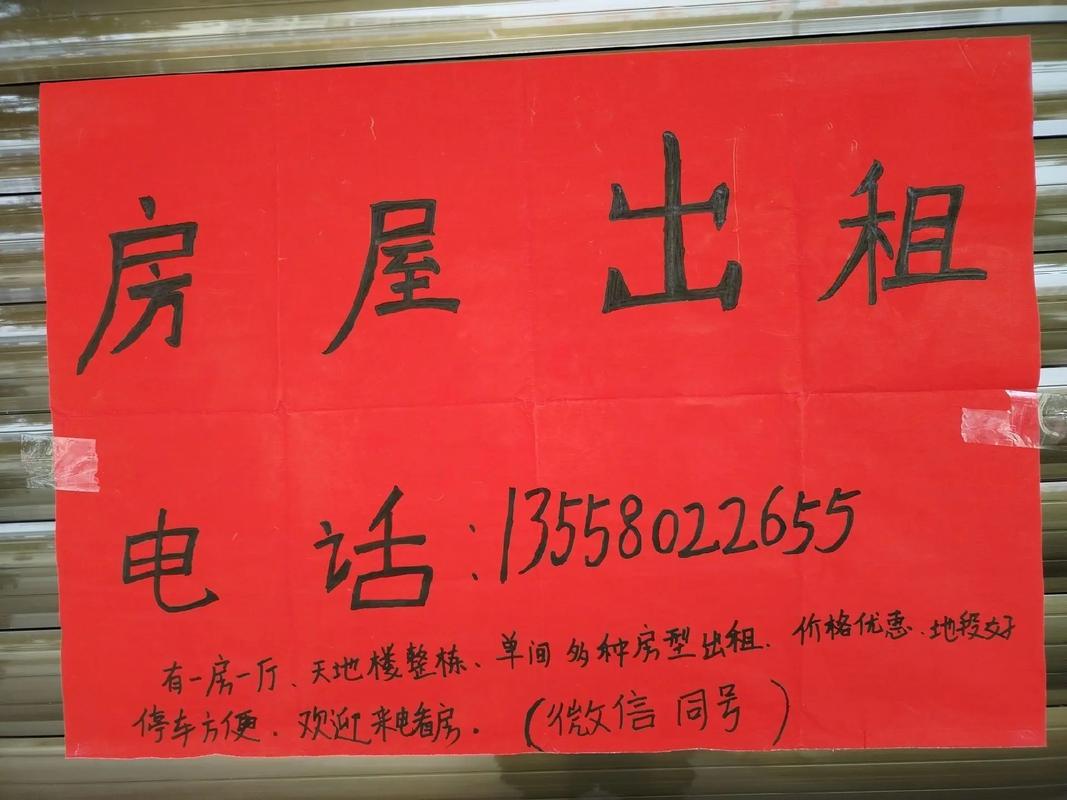 房屋出租
电话:13558022655
有一房一厅、天地楼整栋、单间多种房型出租.价格优惠.地段好
停车方便.欢迎来电看房.(微信同号)